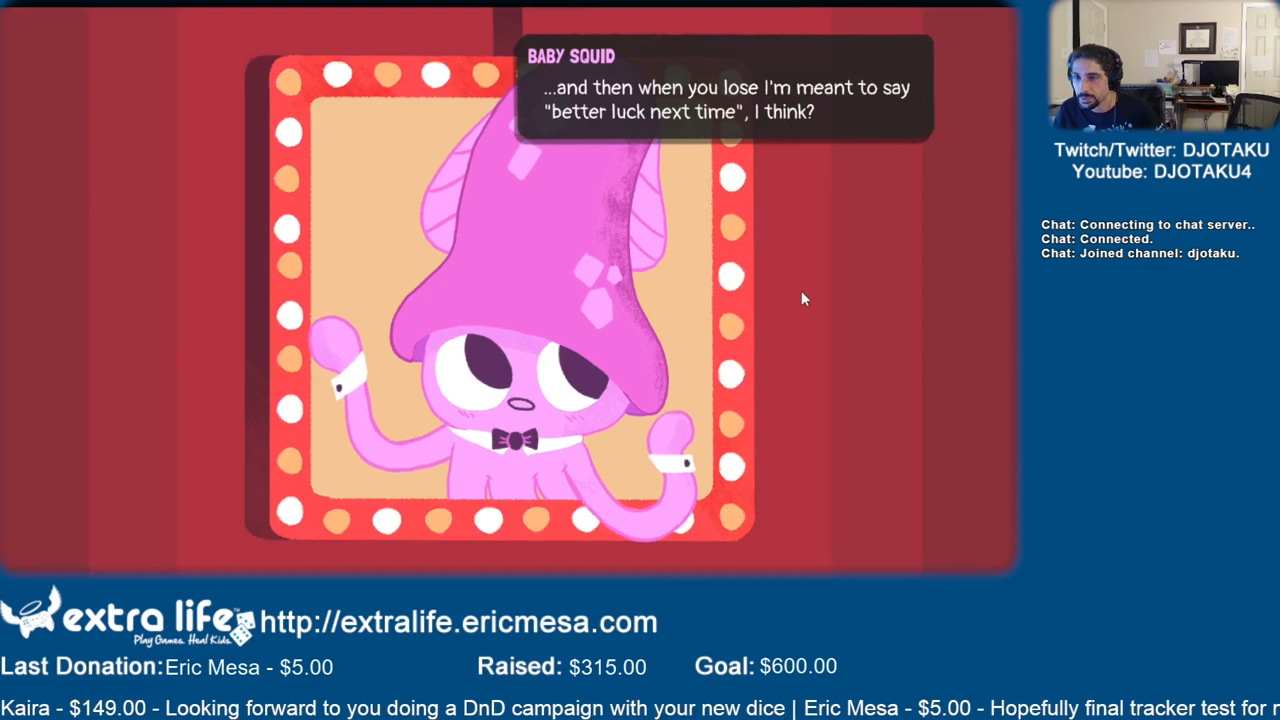 BABY SQUID
...and then when you lose I'm meant to say
"better luck next time", I think?
Twitch/Twitter: DJOTAKU
Youtube: DJOTAKU4
Chat: Connecting to chat server..
Chat: Connected.
Chat: Joined channel: djotaku.
extra life
Play Games. Heal Kids.
http://extralife.ericmesa.com
Last Donation: Eric Mesa - $5.00
Raised: $315.00
Goal: $600.00
Kaira - $149.00 - Looking forward to you doing a DnD campaign with your new dice | Eric Mesa - $5.00 - Hopefully final tracker test for